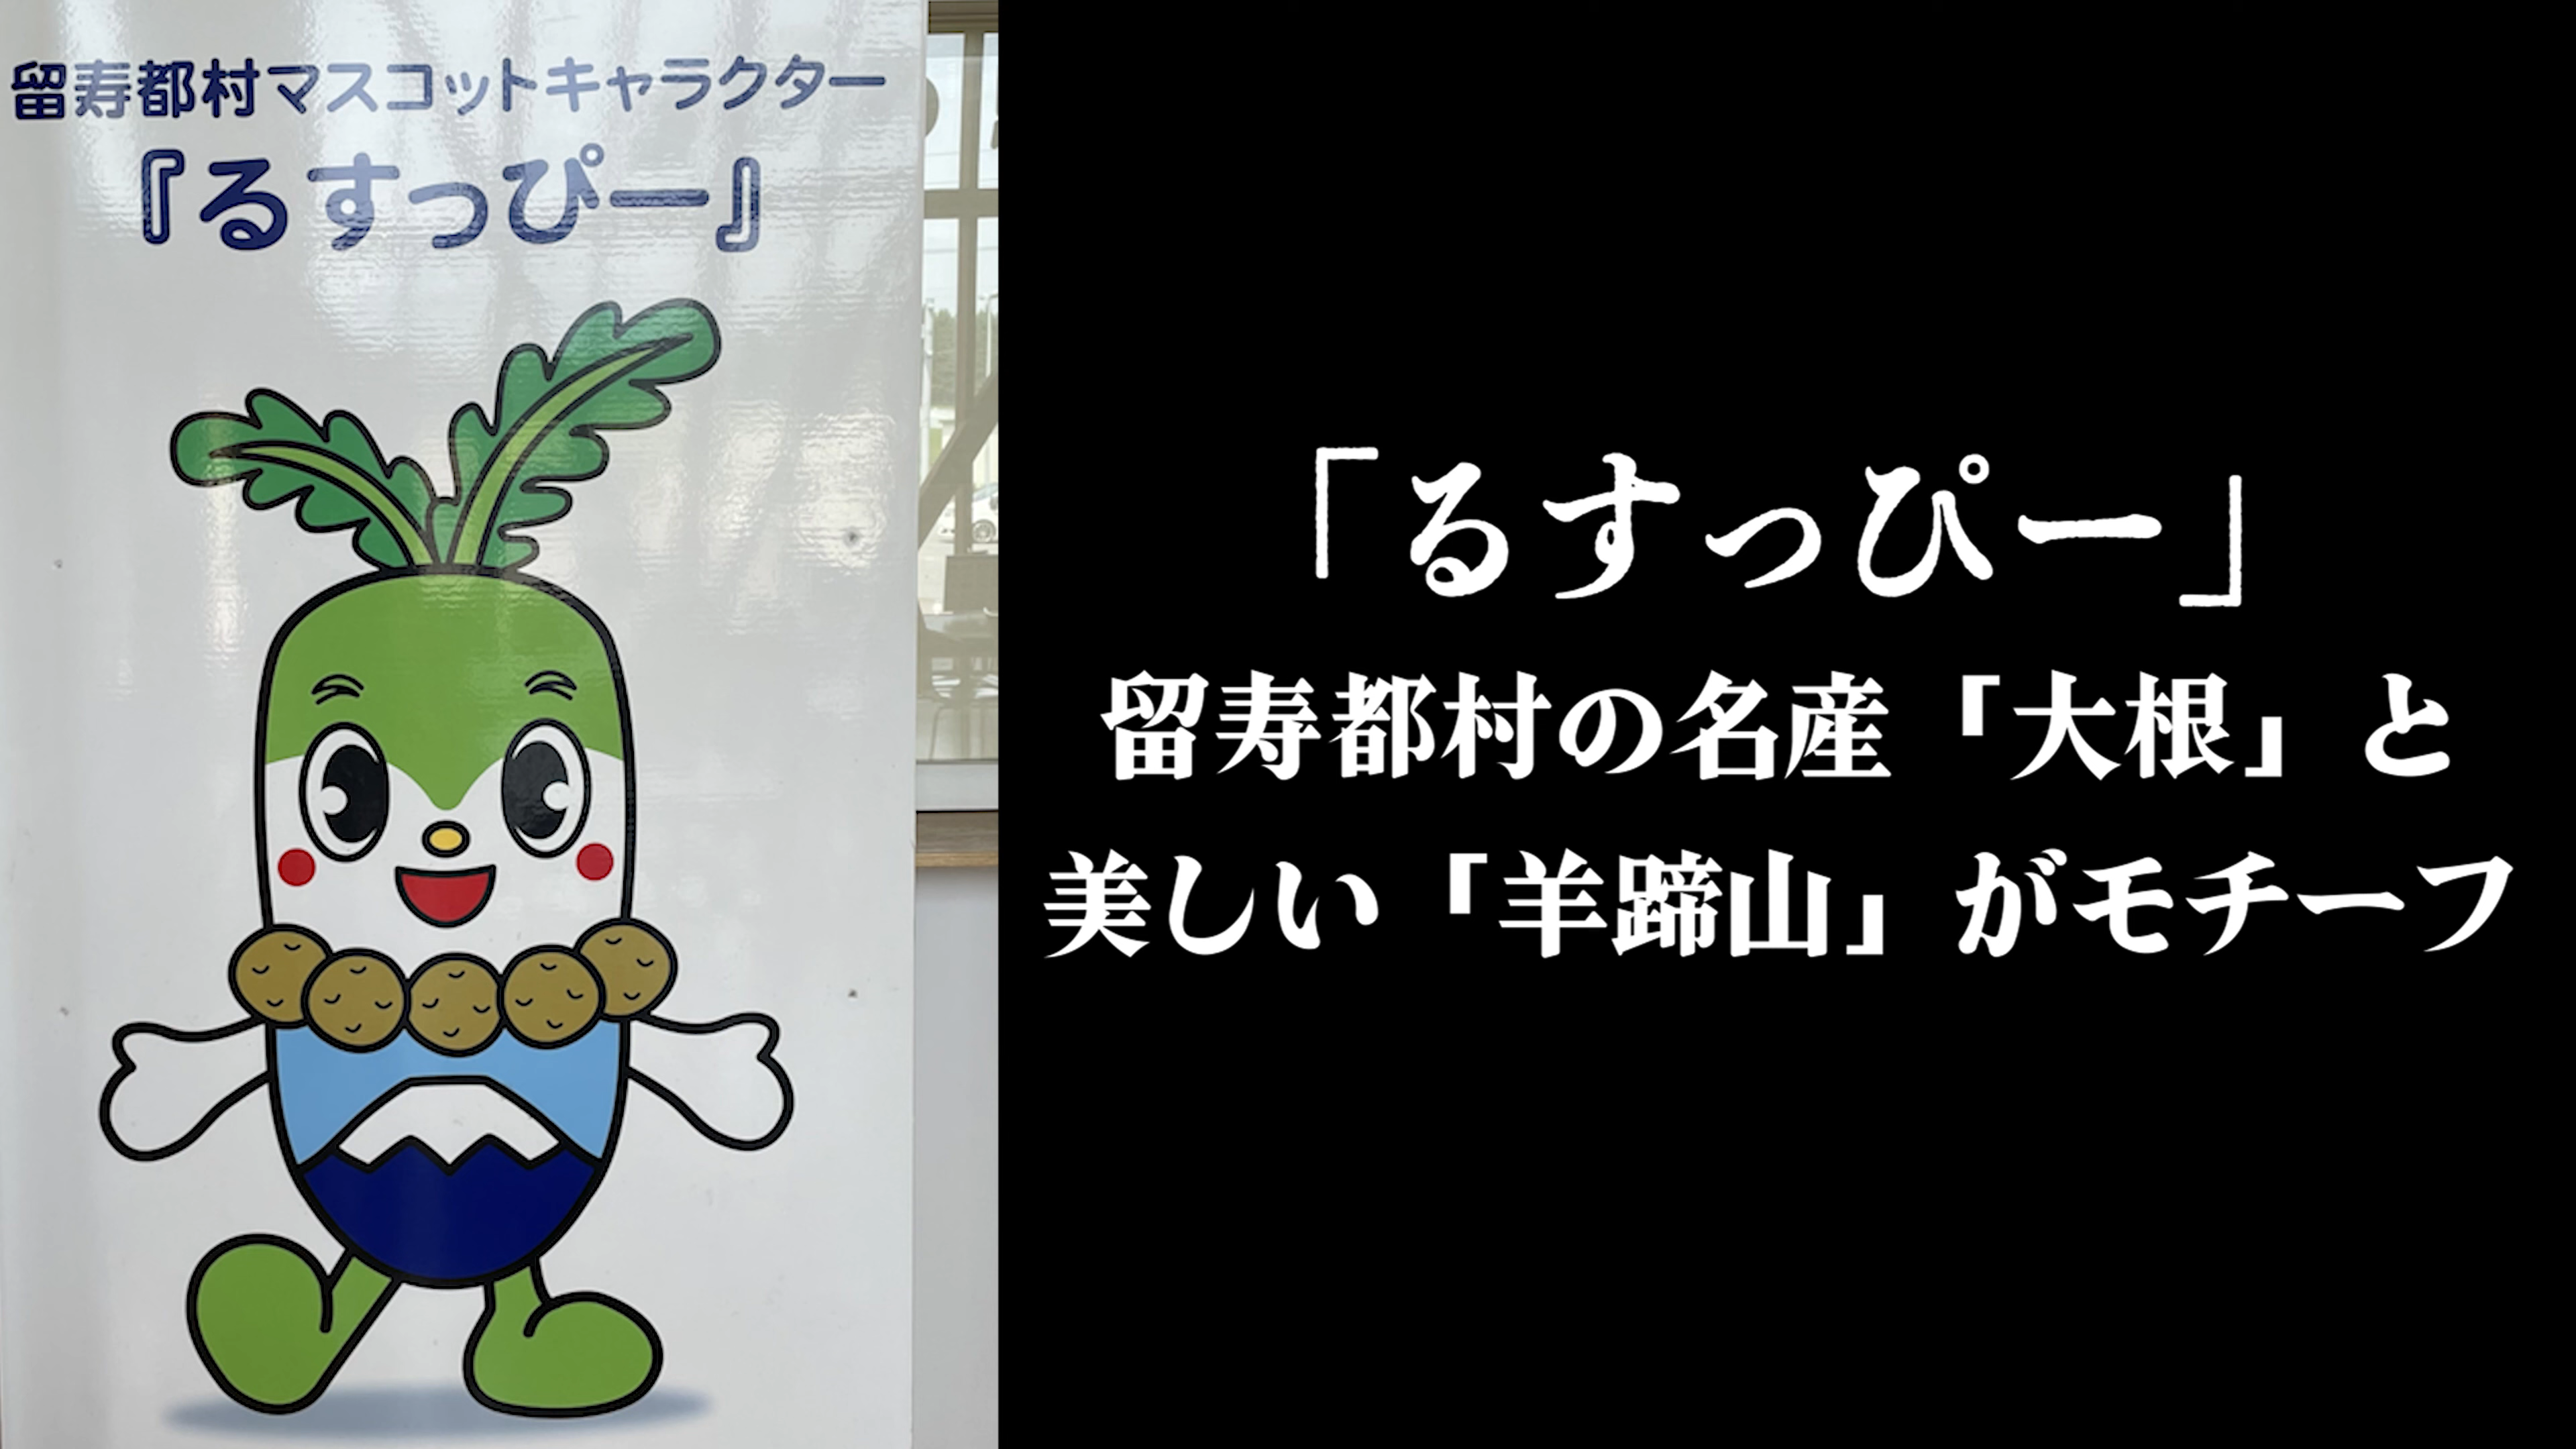 留寿都村マスコットキャラクター
『るすっぴー』
「るすっぴー」
留寿都村の名産「大根」と
美しい「羊蹄山」がモチーフ